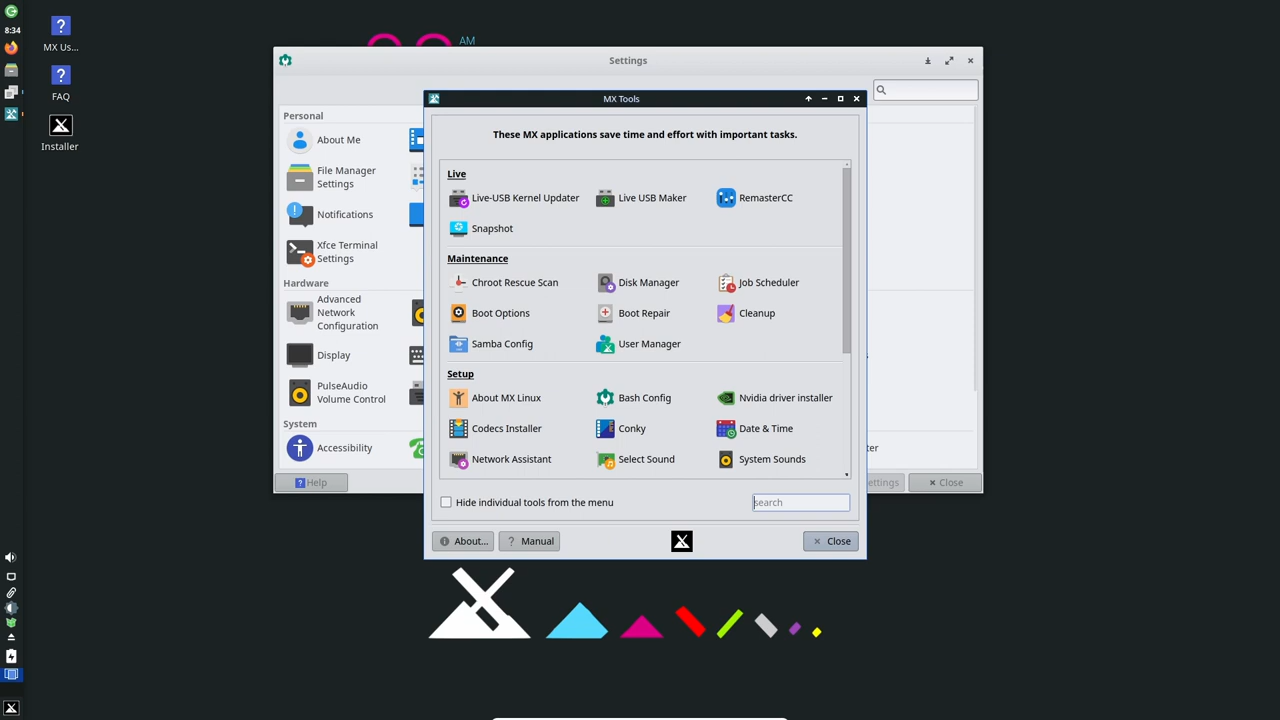 8:34
MX Us...
FAQ
Installer
AM
Settings
Personal
About Me
File Manager
Settings
Notifications
Xfce Terminal
Settings
Hardware
Advanced
Network
Configuration
Display
PulseAudio
Volume Control
System
Accessibility
Help
ettings
Close
MX Tools
These MX applications save time and effort with important tasks.
Live
Live-USB Kernel Updater
Live USB Maker
RemasterCC
Snapshot
Maintenance
Chroot Rescue Scan
Disk Manager
Job Scheduler
Boot Options
Boot Repair
Cleanup
Samba Config
User Manager
Setup
About MX Linux
Bash Config
Nvidia driver installer
Codecs Installer
Conky
Date & Time
Network Assistant
Select Sound
System Sounds
Hide individual tools from the menu
search
About...
Manual
Close